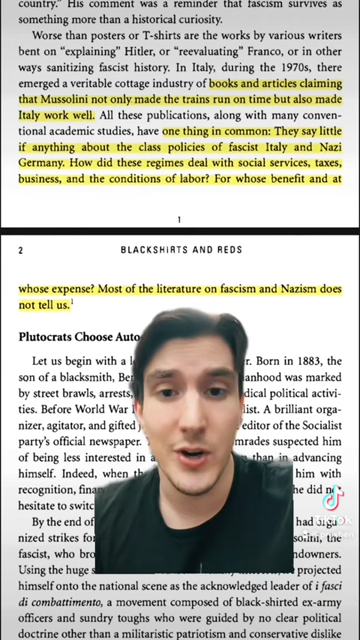 country." His comment was a reminder that fascism survives as
something more than a historical curiosity.
Worse than posters or T-shirts are the works by various writers
bent on "explaining" Hitler, or "reevaluating" Franco, or in other
ways sanitizing fascist history. In Italy, during the 1970s, there
emerged a veritable cottage industry of books and articles claiming
that Mussolini not only made the trains run on time but also made
Italy work well. All these publications, along with many conven-
tional academic studies, have one thing in common: They say little
if anything about the class policies of fascist Italy and Nazi
Germany. How did these regimes deal with social services, taxes,
business, and the conditions of labor? For whose benefit and at
1
2 BLACKSHIRTS AND REDS
whose expense? Most of the literature on fascism and Nazism does
not tell us.1
Plutocrats Choose Auto
Let us begin with a r. Born in 1883, the
son of a blacksmith, Ben anhood was marked
by street brawls, arrests, dical political activi-
ties. Before World War I list. A brilliant orga-
nizer, agitator, and gifted editor of the Socialist
party's official newspaper. mrades suspected him
of being less interested in a than in advancing
himself. Indeed, when th him with
recognition, finan he did not
hesitate to switc
By the end of had orga
nized strikes for the
fascist, who bro ndowners.
Using the huge s projected
himself onto the national scene as the acknowledged leader of i fasci
di combattimento, a movement composed of black-shirted ex-army
officers and sundry toughs who were guided by no clear political
doctrine other than a militaristic patriotism and conservative dislike